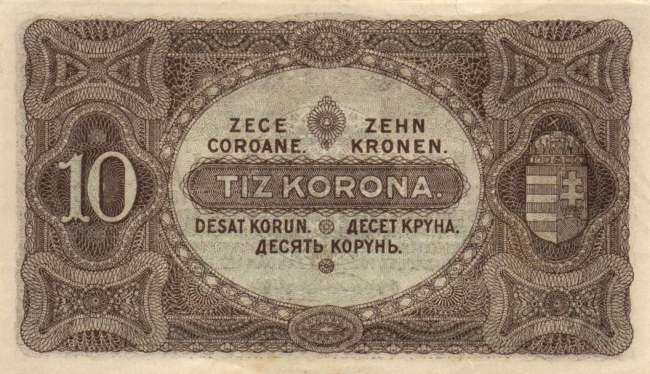 ZECE ZEHN
COROANE. KRONEN.
10 TIZ KORONA.
DESAT KORUN. ДЕСЕТ КРУНА.
ДЕСЯТЬ КОРУНЬ.